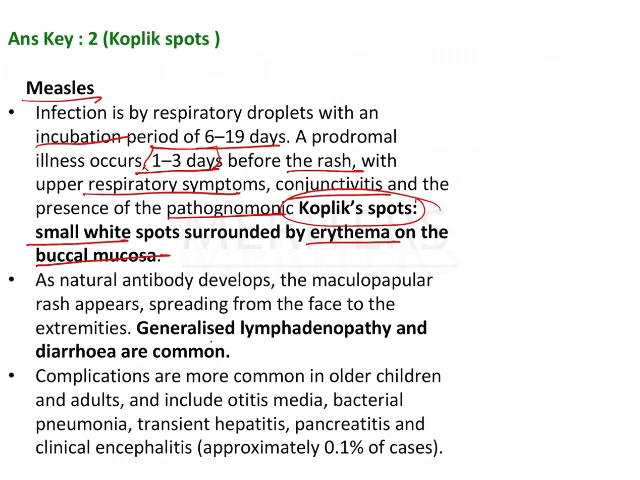 Ans Key : 2 (Koplik spots )
Measles
• Infection is by respiratory droplets with an
incubation period of 6–19 days. A prodromal
illness occurs, 1–3 days before the rash, with
upper respiratory symptoms, conjunctivitis and the
presence of the pathognomonic Koplik's spots:
small white spots surrounded by erythema on the
buccal mucosa.
• As natural antibody develops, the maculopapular
rash appears, spreading from the face to the
extremities. Generalised lymphadenopathy and
diarrhoea are common.
• Complications are more common in older children
and adults, and include otitis media, bacterial
pneumonia, transient hepatitis, pancreatitis and
clinical encephalitis (approximately 0.1% of cases).